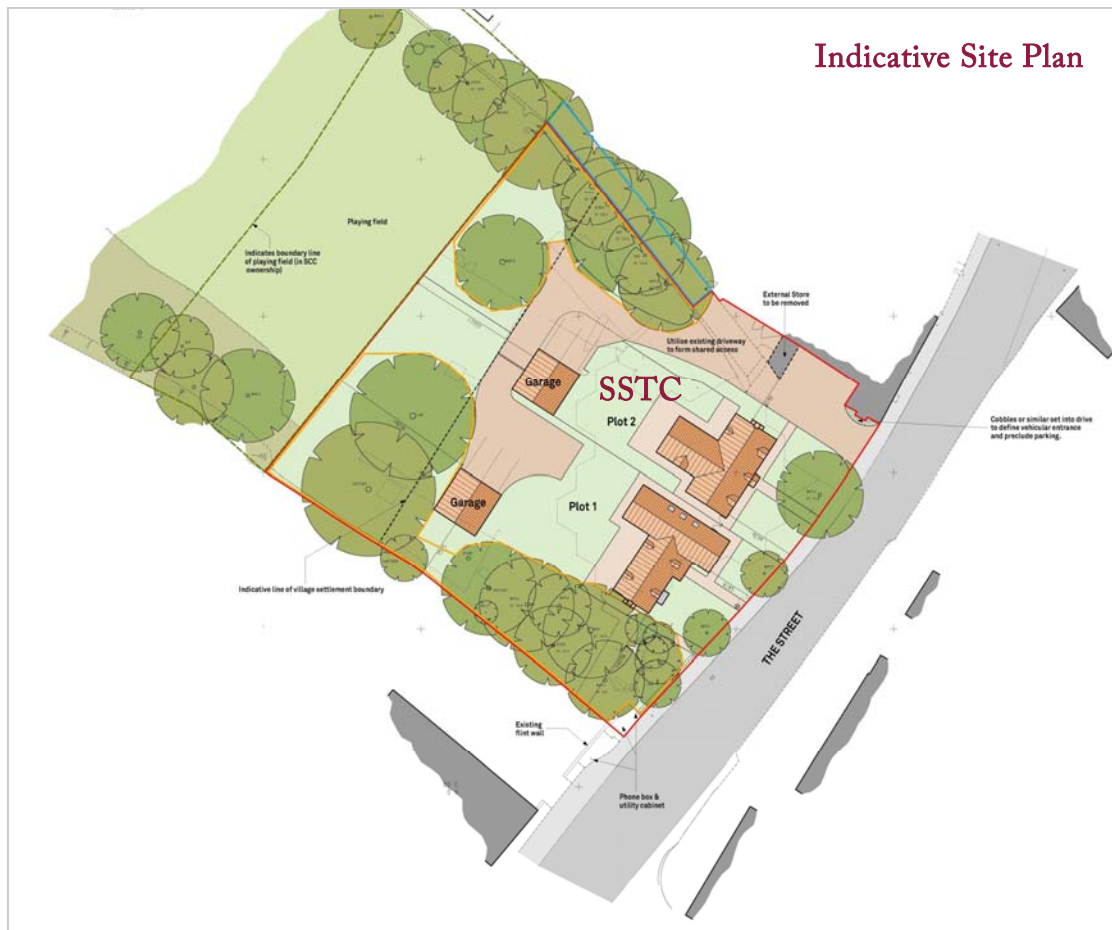 Indicative Site Plan
Playing field
Indicates boundary line
of playing field (in SCC
ownership)
External Store
to be removed
Utilise existing driveway
to form shared access
Garage
SSTC
Plot 2
Cobbles or similar set into drive
to define vehicular entrance
and preclude parking.
Garage
Plot 1
Indicative line of village settlement boundary
THE STREET
Existing
flint wall
Phone box &
utility cabinet